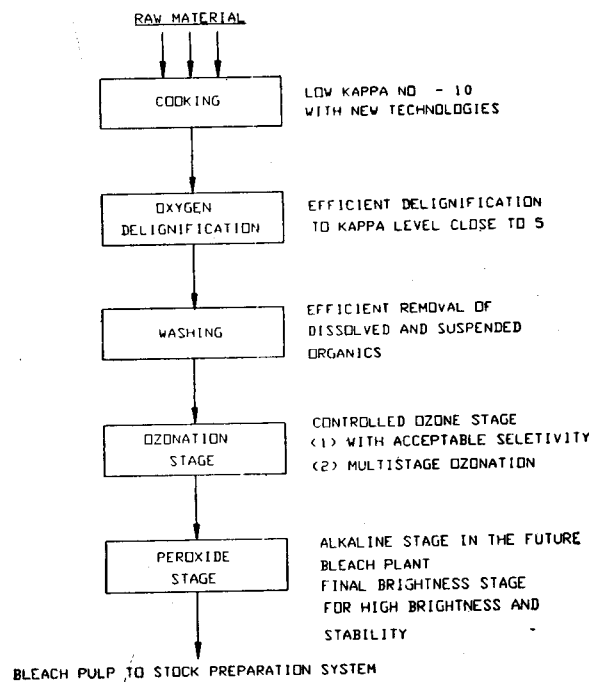 RAW MATERIAL
COOKING
LOW KAPPA NO - 10
WITH NEW TECHNOLOGIES
OXYGEN
DELIGNIFICATION
EFFICIENT DELIGNIFICATION
TO KAPPA LEVEL CLOSE TO 5
WASHING
EFFICIENT REMOVAL OF
DISSOLVED AND SUSPENDED
ORGANICS
OZONATION
STAGE
CONTROLLED OZONE STAGE
(1) WITH ACCEPTABLE SELETIVITY
(2) MULTISTAGE OZONATION
PEROXIDE
STAGE
ALKALINE STAGE IN THE FUTURE
BLEACH PLANT
FINAL BRIGHTNESS STAGE
FOR HIGH BRIGHTNESS AND
STABILITY
BLEACH PULP TO STOCK PREPARATION SYSTEM